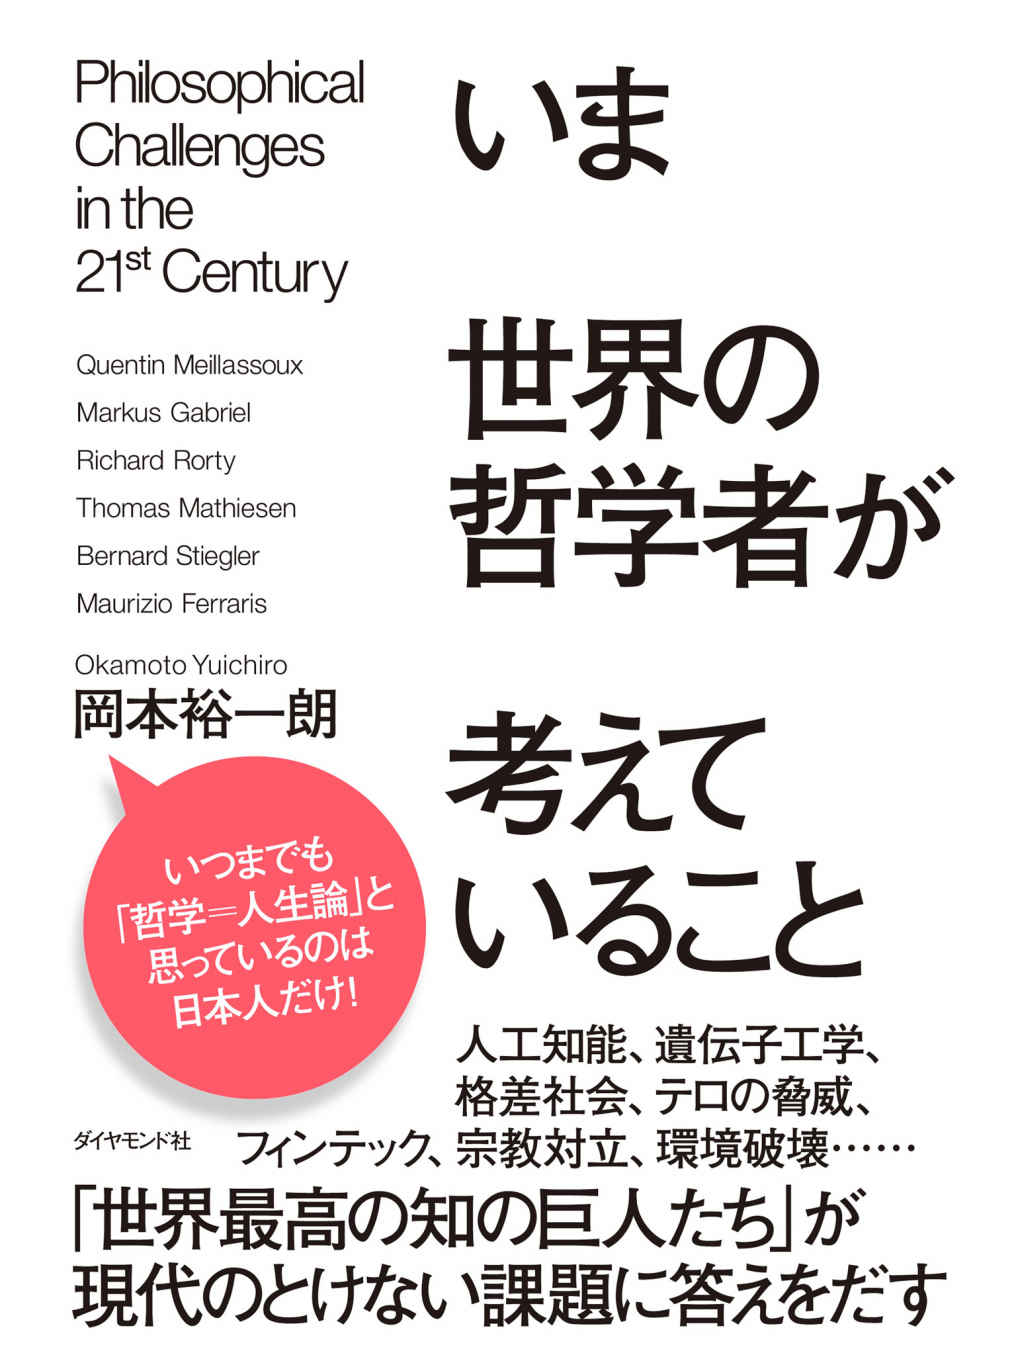 Philosophical
Challenges
in the
21st Century
いま
世界の
哲学者が
考えて
いること
Quentin Meillassoux
Markus Gabriel
Richard Rorty
Thomas Mathiesen
Bernard Stiegler
Maurizio Ferraris
Okamoto Yuichiro
岡本裕一朗
いつまでも
「哲学＝人生論」と
思っているのは
日本人だけ！
人工知能、遺伝子工学、
格差社会、テロの脅威、
フィンテック、宗教対立、環境破壊……
ダイヤモンド社
「世界最高の知の巨人たち」が
現代のとけない課題に答えをだす